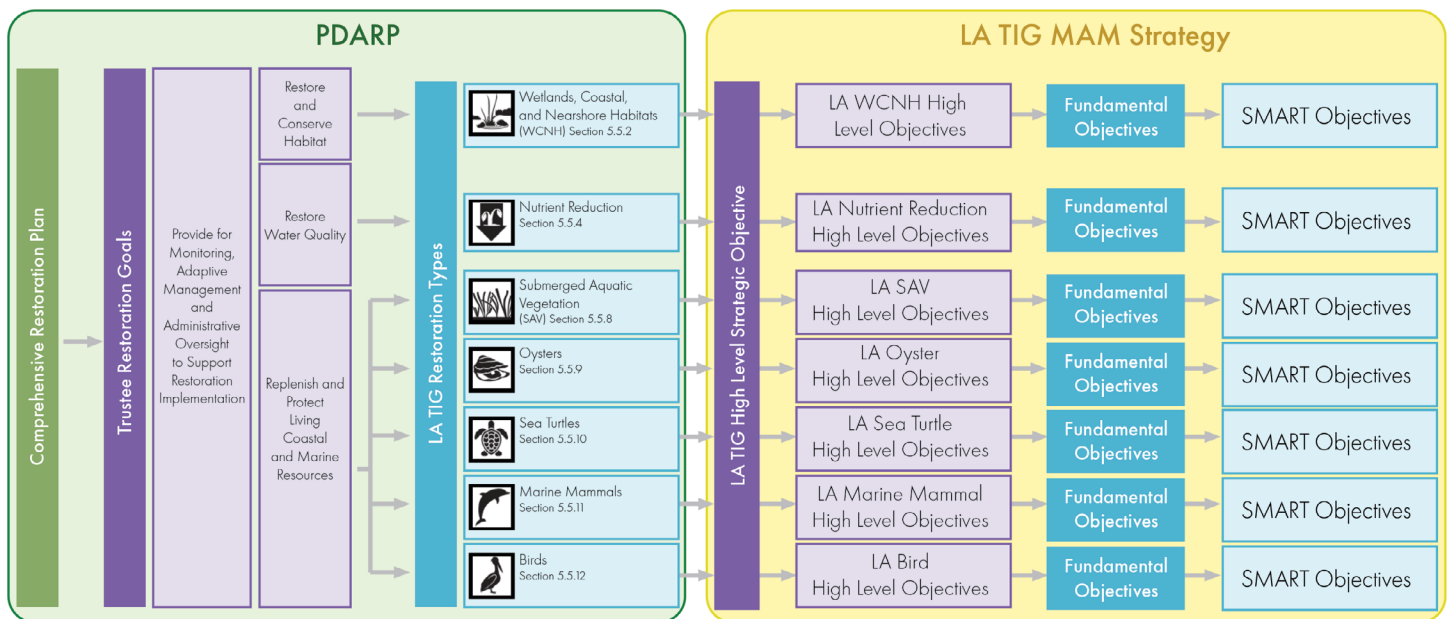 PDARP
Comprehensive Restoration Plan
Trustee Restoration Goals
Provide for
Monitoring,
Adaptive
Management
and
Administrative
Oversight
to Support
Restoration
Implementation
Restore
and
Conserve
Habitat
Restore
Water Quality
Replenish and
Protect
Living
Coastal
and Marine
Resources
LA TIG Restoration Types
Wetlands, Coastal,
and Nearshore Habitats
(WCNH) Section 5.5.2
Nutrient Reduction
Section 5.5.4
Submerged Aquatic
Vegetation
(SAV) Section 5.5.8
Oysters
Section 5.5.9
Sea Turtles
Section 5.5.10
Marine Mammals
Section 5.5.11
Birds
Section 5.5.12
LA TIG MAM Strategy
LA TIG High Level Strategic Objective
LA WCNH High
Level Objectives
Fundamental
Objectives
SMART Objectives
LA Nutrient Reduction
High Level Objectives
Fundamental
Objectives
SMART Objectives
LA SAV
High Level Objectives
Fundamental
Objectives
SMART Objectives
LA Oyster
High Level Objectives
Fundamental
Objectives
SMART Objectives
LA Sea Turtle
High Level Objectives
Fundamental
Objectives
SMART Objectives
LA Marine Mammal
High Level Objectives
Fundamental
Objectives
SMART Objectives
LA Bird
High Level Objectives
Fundamental
Objectives
SMART Objectives